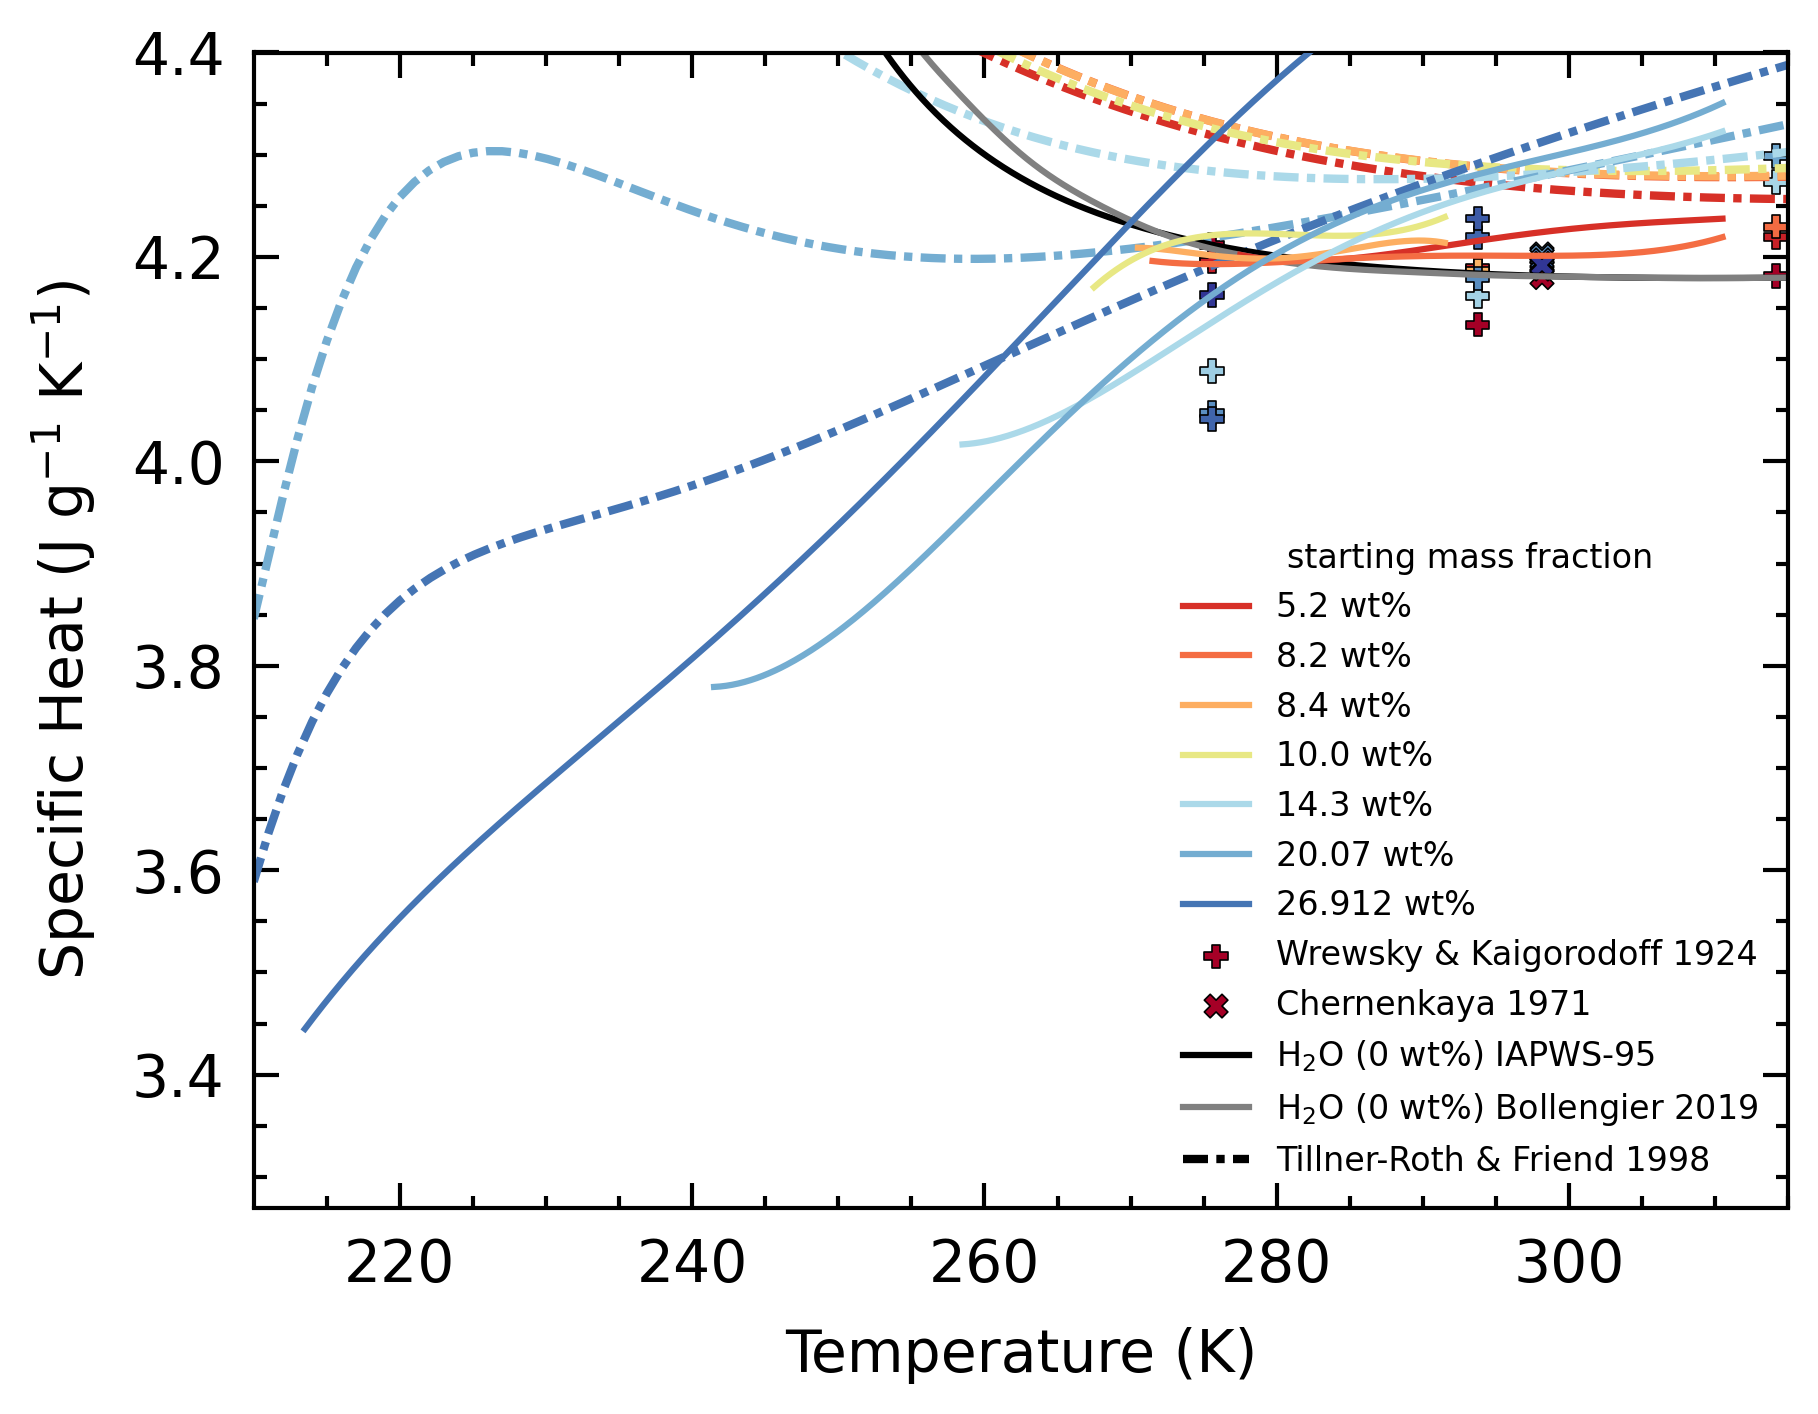 4.4
4.2
4.0
3.8
3.6
3.4
Specific Heat (J g⁻¹ K⁻¹)
starting mass fraction
5.2 wt%
8.2 wt%
8.4 wt%
10.0 wt%
14.3 wt%
20.07 wt%
26.912 wt%
Wrewsky & Kaigorodoff 1924
Chernenkaya 1971
H₂O (0 wt%) IAPWS-95
H₂O (0 wt%) Bollengier 2019
Tillner-Roth & Friend 1998
220 240 260 280 300
Temperature (K)